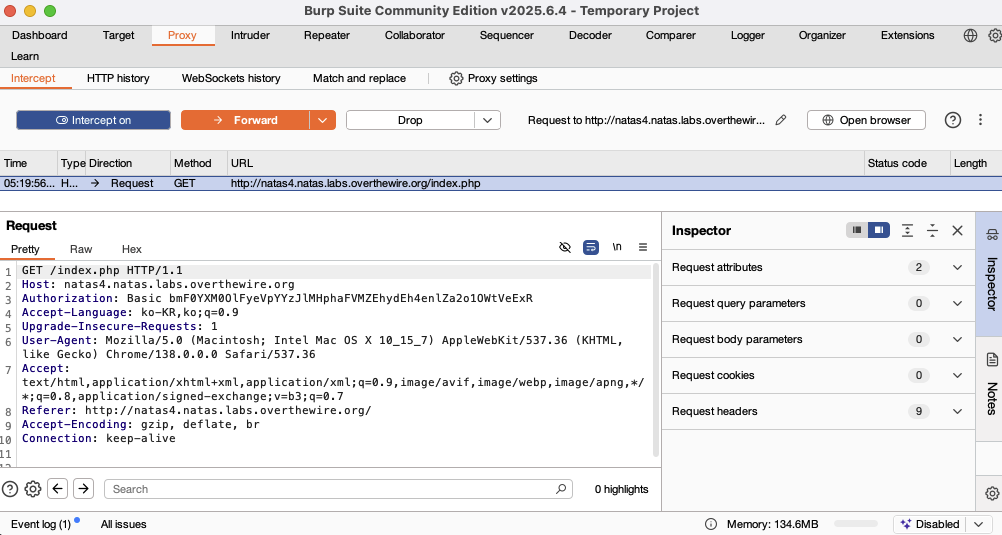 Burp Suite Community Edition v2025.6.4 - Temporary Project
Dashboard Target Proxy Intruder Repeater Collaborator Sequencer Decoder Comparer Logger Organizer Extensions
Learn
Intercept HTTP history WebSockets history Match and replace Proxy settings
Intercept on Forward Drop Request to http://natas4.natas.labs.overthewir... Open browser
Time Type Direction Method URL Status code Length
05:19:56... H... → Request GET http://natas4.natas.labs.overthewire.org/index.php
Request
Pretty Raw Hex \n
1 GET /index.php HTTP/1.1
2 Host: natas4.natas.labs.overthewire.org
3 Authorization: Basic bmF0YXM0OlFyeVpYYzJlMHphaFVMZEhydEh4enlZa2o1OWtVeExR
4 Accept-Language: ko-KR,ko;q=0.9
5 Upgrade-Insecure-Requests: 1
6 User-Agent: Mozilla/5.0 (Macintosh; Intel Mac OS X 10_15_7) AppleWebKit/537.36 (KHTML,
like Gecko) Chrome/138.0.0.0 Safari/537.36
7 Accept:
text/html,application/xhtml+xml,application/xml;q=0.9,image/avif,image/webp,image/apng,*/
*;q=0.8,application/signed-exchange;v=b3;q=0.7
8 Referer: http://natas4.natas.labs.overthewire.org/
9 Accept-Encoding: gzip, deflate, br
10 Connection: keep-alive
11
12
Search 0 highlights
Inspector
Request attributes 2
Request query parameters 0
Request body parameters 0
Request cookies 0
Request headers 9
Inspector
Notes
Event log (1) All issues Memory: 134.6MB Disabled